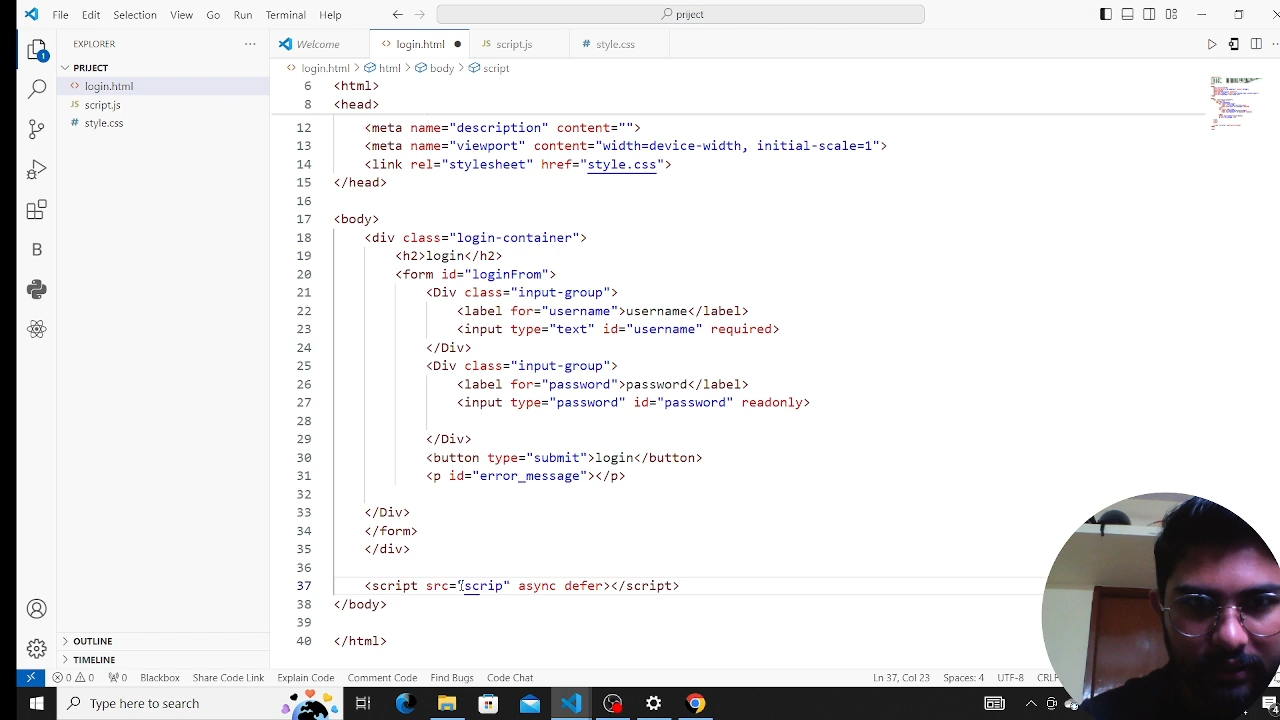 File Edit Selection View Go Run Terminal Help
priject
EXPLORER
Welcome
login.html
script.js
style.css
PRIJECT
login.html > html > body > script
login.html
script.js
style.css
6 <html>
8 <head>
12 <meta name="description" content="">
13 <meta name="viewport" content="width=device-width, initial-scale=1">
14 <link rel="stylesheet" href="style.css">
15 </head>
16
17 <body>
18 <div class="login-container">
19 <h2>login</h2>
20 <form id="loginFrom">
21 <Div class="input-group">
22 <label for="username">username</label>
23 <input type="text" id="username" required>
24 </Div>
25 <Div class="input-group">
26 <label for="password">password</label>
27 <input type="password" id="password" readonly>
28
29 </Div>
30 <button type="submit">login</button>
31 <p id="error_message"></p>
32
33 </Div>
34 </form>
35 </div>
36
37 <script src="scrip" async defer></script>
38 </body>
39
40 </html>
B
1
OUTLINE
TIMELINE
0 0 0 Blackbox Share Code Link Explain Code Comment Code Find Bugs Code Chat Ln 37, Col 23 Spaces: 4 UTF-8 CRLF
Type here to search